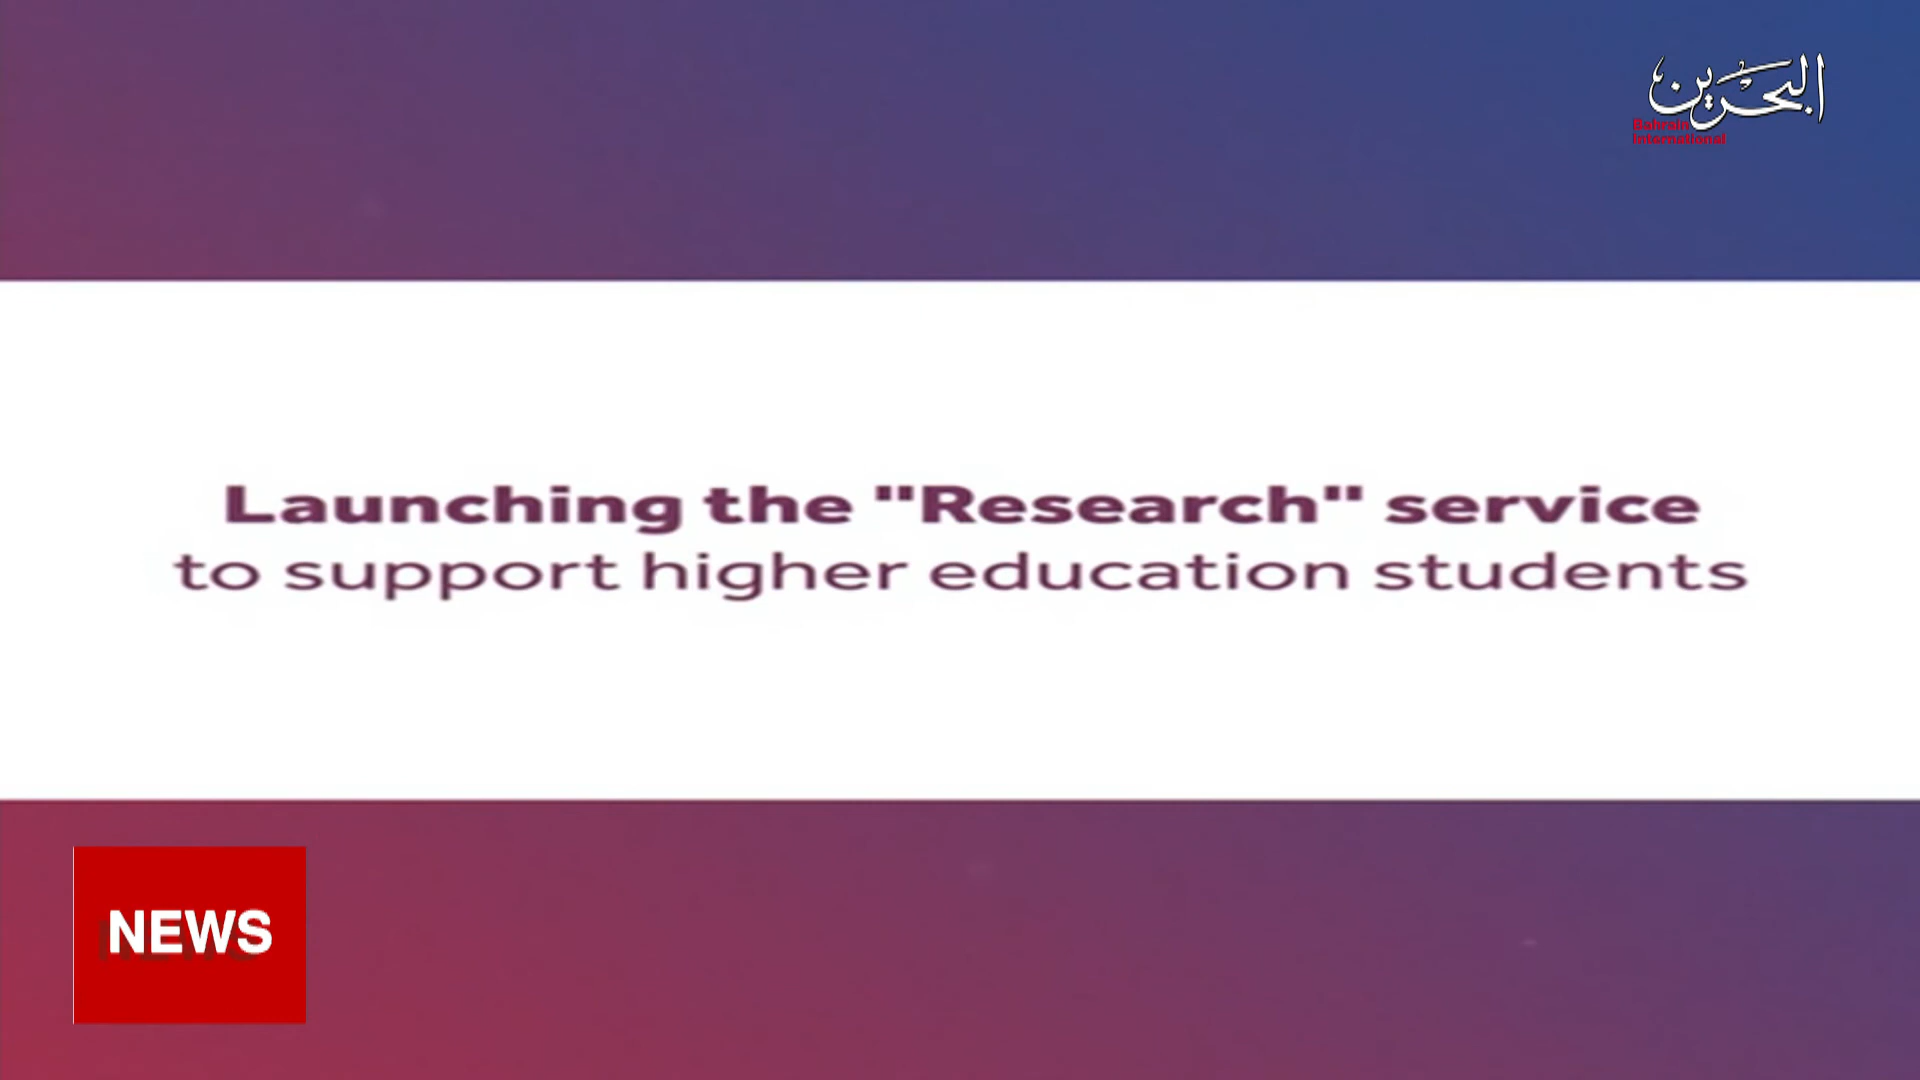 البحرين
Bahrain
International
Launching the "Research" service
to support higher education students
NEWS